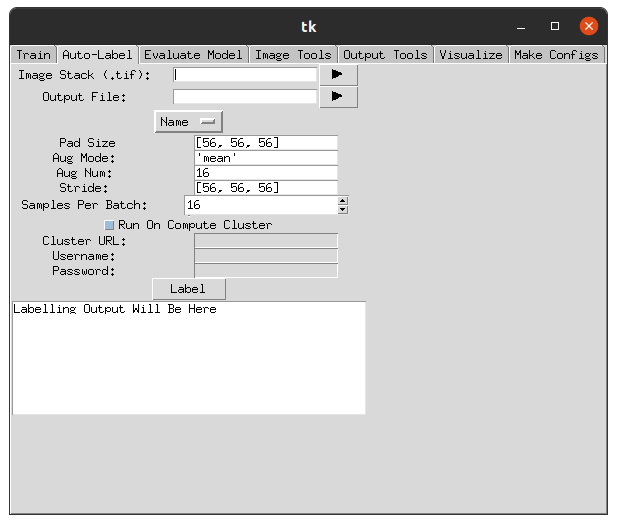 tk
Train Auto-Label Evaluate Model Image Tools Output Tools Visualize Make Configs
Image Stack (.tif):
Output File:
Name
Pad Size [56, 56, 56]
Aug Mode: 'mean'
Aug Num: 16
Stride: [56, 56, 56]
Samples Per Batch: 16
Run On Compute Cluster
Cluster URL:
Username:
Password:
Label
Labelling Output Will Be Here